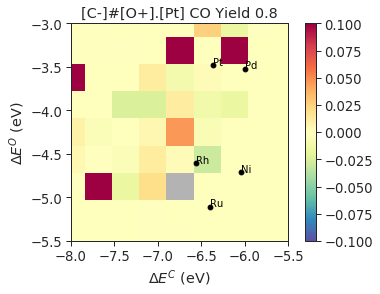 [C-]#[O+].[Pt] CO Yield 0.8
ΔE^O (eV)
−3.0
−3.5
−4.0
−4.5
−5.0
−5.5
Pt
Pd
Rh
Ni
Ru
−8.0 −7.5 −7.0 −6.5 −6.0 −5.5
ΔE^C (eV)
0.100
0.075
0.050
0.025
0.000
−0.025
−0.050
−0.075
−0.100